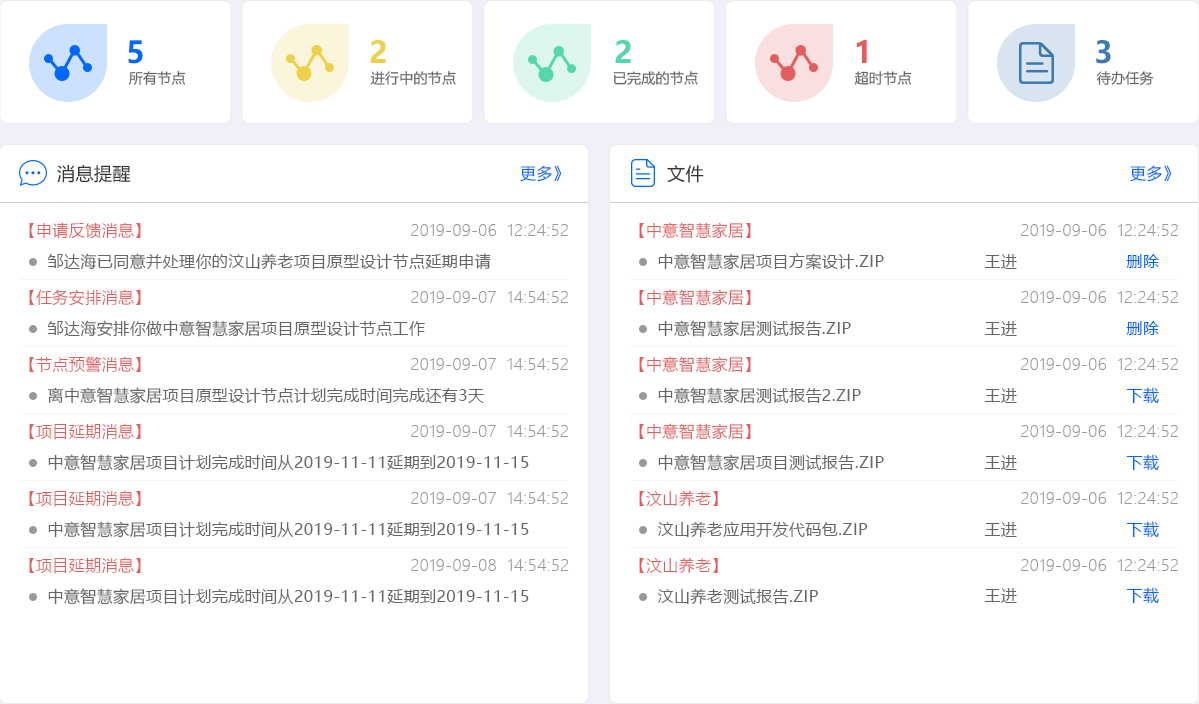 5
所有节点
2
进行中的节点
2
已完成的节点
1
超时节点
3
待办任务
消息提醒 更多》
【申请反馈消息】 2019-09-06 12:24:52
邹达海已同意并处理你的汶山养老项目原型设计节点延期申请
【任务安排消息】 2019-09-07 14:54:52
邹达海安排你做中意智慧家居项目原型设计节点工作
【节点预警消息】 2019-09-07 14:54:52
离中意智慧家居项目原型设计节点计划完成时间完成还有3天
【项目延期消息】 2019-09-07 14:54:52
中意智慧家居项目计划完成时间从2019-11-11延期到2019-11-15
【项目延期消息】 2019-09-07 14:54:52
中意智慧家居项目计划完成时间从2019-11-11延期到2019-11-15
【项目延期消息】 2019-09-08 14:54:52
中意智慧家居项目计划完成时间从2019-11-11延期到2019-11-15
文件 更多》
【中意智慧家居】 2019-09-06 12:24:52
中意智慧家居项目方案设计.ZIP 王进 删除
【中意智慧家居】 2019-09-06 12:24:52
中意智慧家居测试报告.ZIP 王进 删除
【中意智慧家居】 2019-09-06 12:24:52
中意智慧家居测试报告2.ZIP 王进 下载
【中意智慧家居】 2019-09-06 12:24:52
中意智慧家居项目测试报告.ZIP 王进 下载
【汶山养老】 2019-09-06 12:24:52
汶山养老应用开发代码包.ZIP 王进 下载
【汶山养老】 2019-09-06 12:24:52
汶山养老测试报告.ZIP 王进 下载